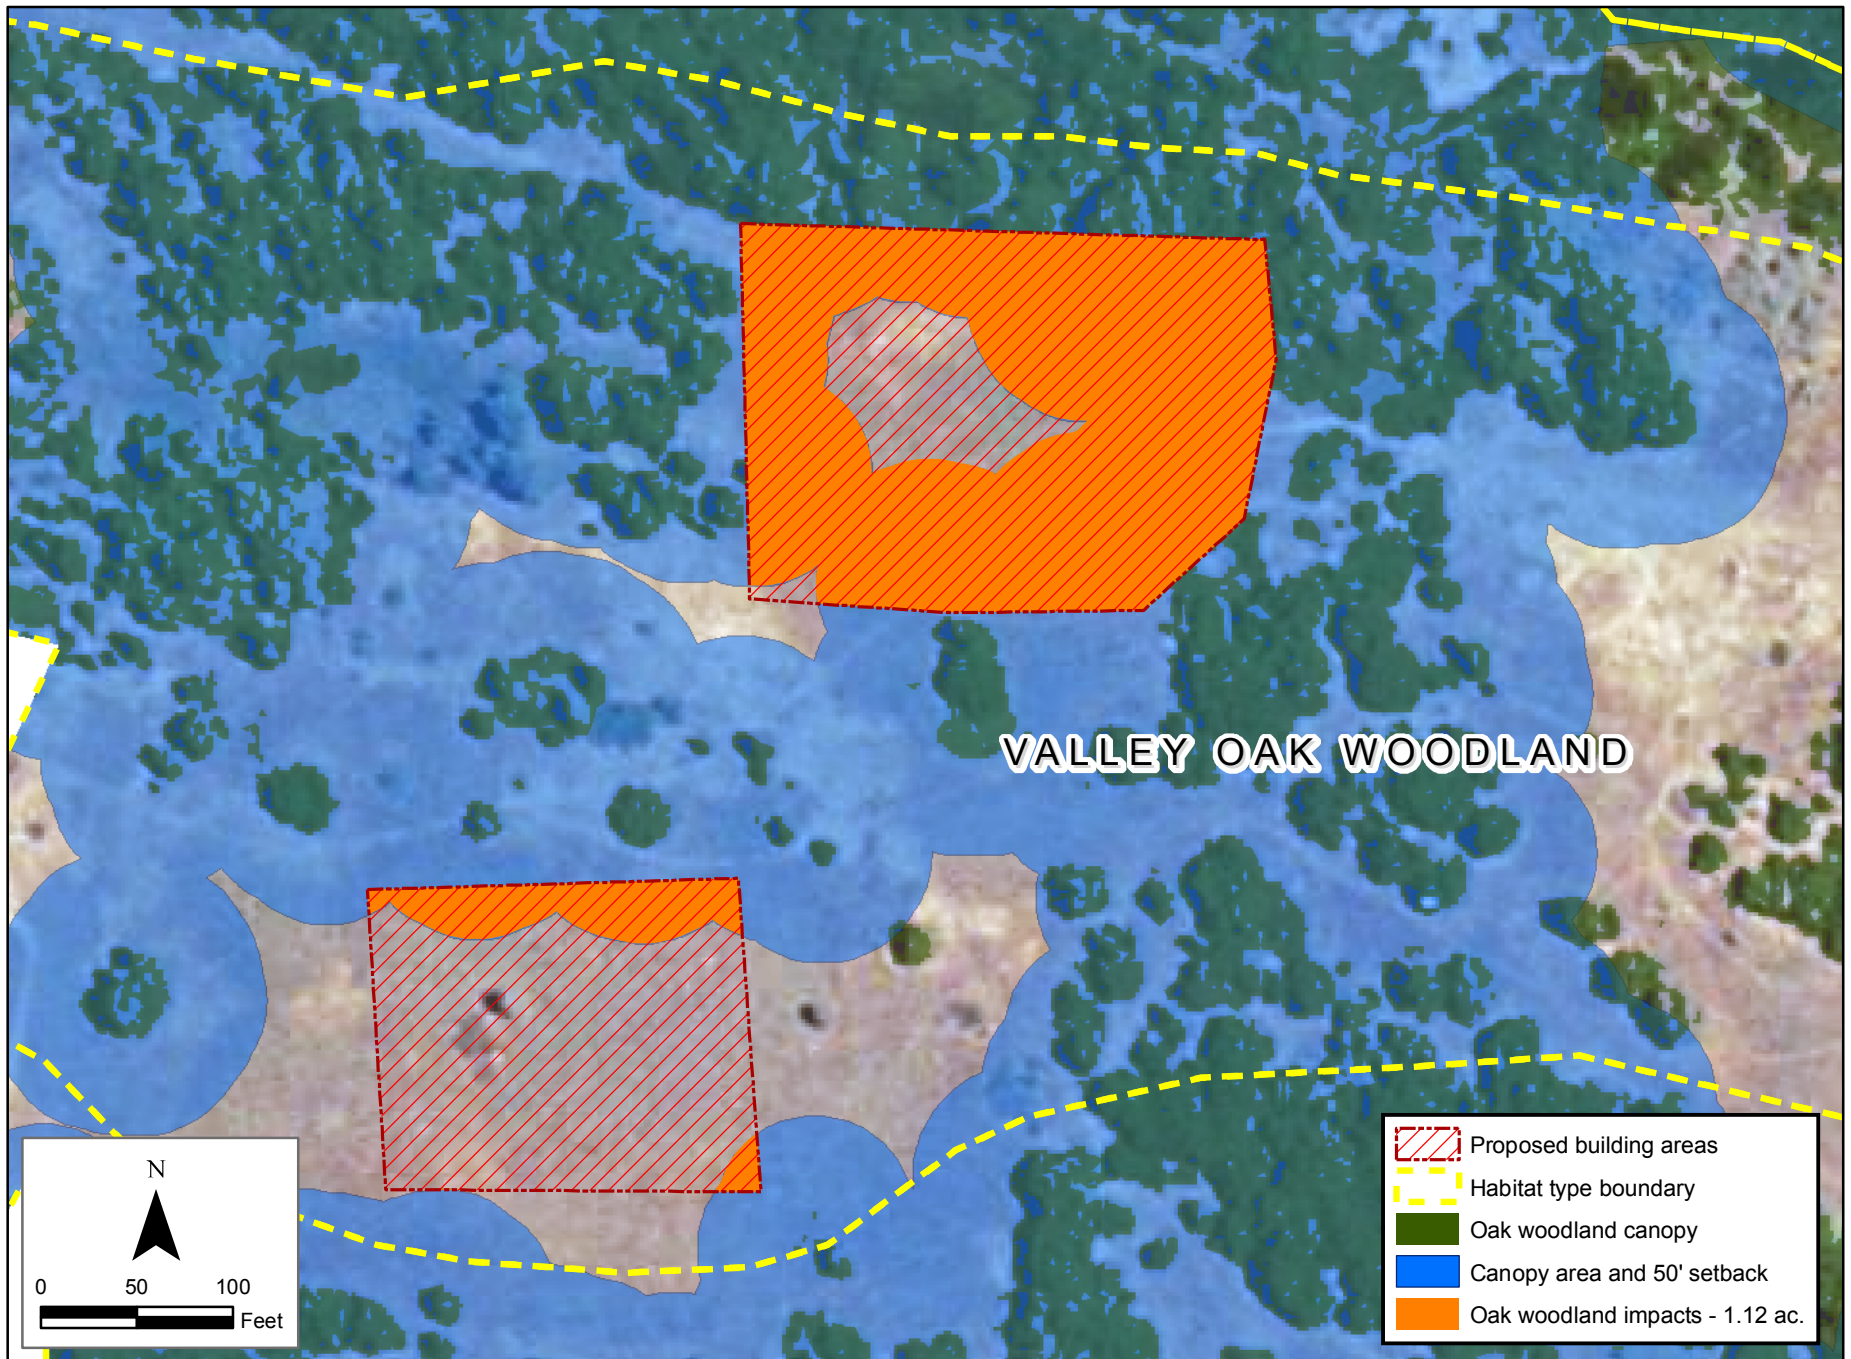 VALLEY OAK WOODLAND
N
0 50 100
Feet
Proposed building areas
Habitat type boundary
Oak woodland canopy
Canopy area and 50' setback
Oak woodland impacts - 1.12 ac.